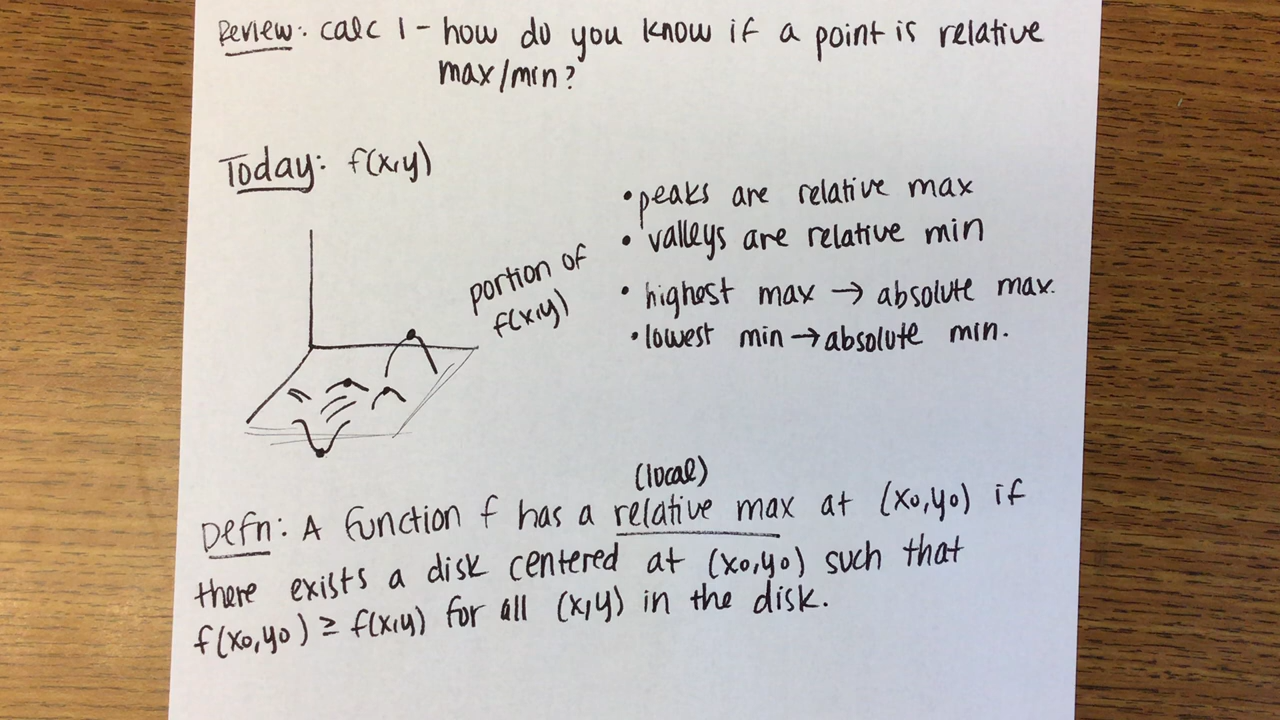 Review: calc 1 - how do you know if a point is relative
max/min?
Today: f(x,y)
• peaks are relative max
• valleys are relative min
• highest max → absolute max.
• lowest min → absolute min.
portion of
f(x,y)
(local)
Defn: A function f has a relative max at (x₀,y₀) if
there exists a disk centered at (x₀,y₀) such that
f(x₀,y₀) ≥ f(x,y) for all (x,y) in the disk.